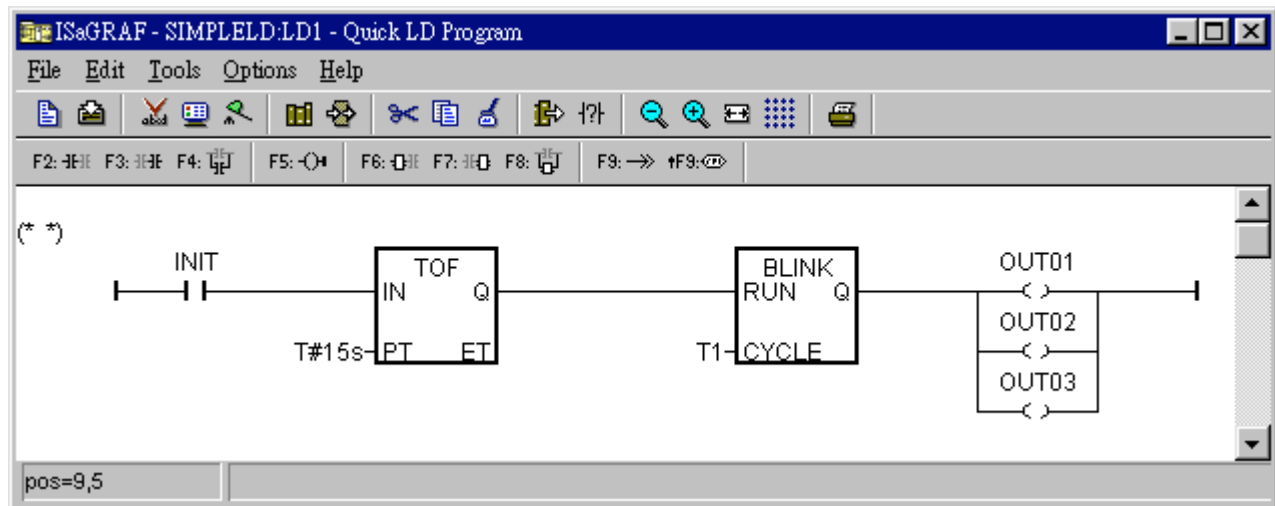 ISaGRAF - SIMPLELD:LD1 - Quick LD Program
File Edit Tools Options Help
F2: F3: F4: F5: F6: F7: F8: F9: F9:
(* *)
INIT
TOF
IN Q
T#15s PT ET
BLINK
RUN Q
T1 CYCLE
OUT01
OUT02
OUT03
pos=9,5